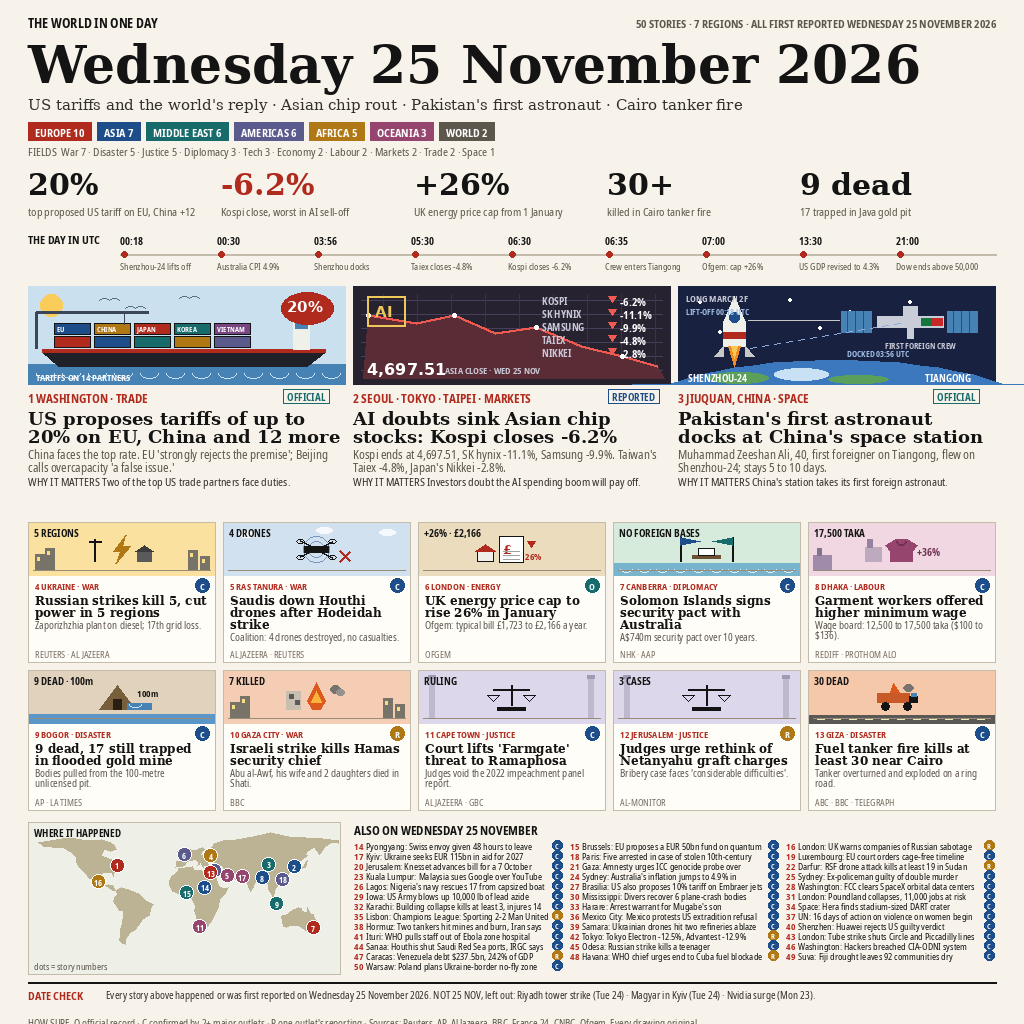 THE WORLD IN ONE DAY
50 STORIES · 7 REGIONS · ALL FIRST REPORTED WEDNESDAY 25 NOVEMBER 2026
Wednesday 25 November 2026
US tariffs and the world's reply · Asian chip rout · Pakistan's first astronaut · Cairo tanker fire
EUROPE 10
ASIA 7
MIDDLE EAST 6
AMERICAS 6
AFRICA 5
OCEANIA 3
WORLD 2
FIELDS War 7 · Disaster 5 · Justice 5 · Diplomacy 3 · Tech 3 · Economy 2 · Labour 2 · Markets 2 · Trade 2 · Space 1
20%
top proposed US tariff on EU, China +12
-6.2%
Kospi close, worst in AI sell-off
+26%
UK energy price cap from 1 January
30+
killed in Cairo tanker fire
9 dead
17 trapped in Java gold pit
THE DAY IN UTC
00:18
Shenzhou-24 lifts off
00:30
Australia CPI 4.9%
03:56
Shenzhou docks
05:30
Taiex closes -4.8%
06:30
Kospi closes -6.2%
06:35
Crew enters Tiangong
07:00
Ofgem: cap +26%
13:30
US GDP revised to 4.3%
21:00
Dow ends above 50,000
20%
EU
CHINA
JAPAN
KOREA
VIETNAM
TARIFFS ON 14 PARTNERS
1 WASHINGTON · TRADE
OFFICIAL
US proposes tariffs of up to
20% on EU, China and 12 more
China faces the top rate. EU 'strongly rejects the premise'; Beijing
calls overcapacity 'a false issue.'
WHY IT MATTERS Two of the top US trade partners face duties.
AI
KOSPI -6.2%
SK HYNIX -11.1%
SAMSUNG -9.9%
TAIEX -4.8%
NIKKEI -2.8%
4,697.51
ASIA CLOSE · WED 25 NOV
2 SEOUL · TOKYO · TAIPEI · MARKETS
REPORTED
AI doubts sink Asian chip
stocks: Kospi closes -6.2%
Kospi ends at 4,697.51, SK hynix -11.1%, Samsung -9.9%. Taiwan's
Taiex -4.8%, Japan's Nikkei -2.8%.
WHY IT MATTERS Investors doubt the AI spending boom will pay off.
LONG MARCH 2F
LIFT-OFF 00:18 UTC
FIRST FOREIGN CREW
DOCKED 03:56 UTC
SHENZHOU-24
TIANGONG
3 JIUQUAN, CHINA · SPACE
OFFICIAL
Pakistan's first astronaut
docks at China's space station
Muhammad Zeeshan Ali, 40, first foreigner on Tiangong, flew on
Shenzhou-24; stays 5 to 10 days.
WHY IT MATTERS China's station takes its first foreign astronaut.
5 REGIONS
4 UKRAINE · WAR
C
Russian strikes kill 5, cut
power in 5 regions
Zaporizhzhia plant on diesel; 17th grid loss.
REUTERS · AL JAZEERA
4 DRONES
5 RAS TANURA · WAR
C
Saudis down Houthi
drones after Hodeidah
strike
Coalition: 4 drones destroyed, no casualties.
AL JAZEERA · REUTERS
+26% · £2,166
£
26%
6 LONDON · ENERGY
O
UK energy price cap to
rise 26% in January
Ofgem: typical bill £1,723 to £2,166 a year.
OFGEM
NO FOREIGN BASES
7 CANBERRA · DIPLOMACY
C
Solomon Islands signs
security pact with
Australia
A$740m security pact over 10 years.
NHK · AAP
17,500 TAKA
+36%
8 DHAKA · LABOUR
C
Garment workers offered
higher minimum wage
Wage board: 12,500 to 17,500 taka ($100 to
$136).
REDIFF · PROTHOM ALO
9 DEAD · 100m
100m
9 BOGOR · DISASTER
C
9 dead, 17 still trapped
in flooded gold mine
Bodies pulled from the 100-metre
unlicensed pit.
AP · LA TIMES
7 KILLED
10 GAZA CITY · WAR
R
Israeli strike kills Hamas
security chief
Abu al-Awf, his wife and 2 daughters died in
Shati.
BBC
RULING
11 CAPE TOWN · JUSTICE
C
Court lifts 'Farmgate'
threat to Ramaphosa
Judges void the 2022 impeachment panel
report.
AL JAZEERA · GBC
3 CASES
12 JERUSALEM · JUSTICE
R
Judges urge rethink of
Netanyahu graft charges
Bribery case faces 'considerable difficulties'.
AL-MONITOR
30 DEAD
13 GIZA · DISASTER
C
Fuel tanker fire kills at
least 30 near Cairo
Tanker overturned and exploded on a ring
road.
ABC · BBC · TELEGRAPH
WHERE IT HAPPENED
1
16
6
4
13
5
17
15
14
3
2
8
18
9
11
7
dots = story numbers
ALSO ON WEDNESDAY 25 NOVEMBER
14 Pyongyang: Swiss envoy given 48 hours to leave C
15 Brussels: EU proposes a EUR 50bn fund on quantum C
16 London: UK warns companies of Russian sabotage R
17 Kyiv: Ukraine seeks EUR 115bn in aid for 2027 C
18 Paris: Five arrested in case of stolen 10th-century C
19 Luxembourg: EU court orders cage-free timeline C
20 Jerusalem: Knesset advances bill for a 7 October C
21 Gaza: Amnesty urges ICC genocide probe over C
22 Darfur: RSF drone attack kills at least 19 in Sudan R
23 Kuala Lumpur: Malaysia sues Google over YouTube C
24 Sydney: Australia's inflation jumps to 4.9% in C
25 Sydney: Ex-policeman guilty of double murder C
26 Lagos: Nigeria's navy rescues 17 from capsized boat C
27 Brasilia: US also proposes 10% tariff on Embraer jets C
28 Washington: FCC clears SpaceX orbital data centers C
29 Iowa: US Army blows up 10,000 lb of lead azide C
30 Mississippi: Divers recover 6 plane-crash bodies C
31 London: Poundland collapses, 11,000 jobs at risk C
32 Karachi: Building collapse kills at least 3, injures 14 C
33 Harare: Arrest warrant for Mugabe's son C
34 Space: Hera finds stadium-sized DART crater C
35 Lisbon: Champions League: Sporting 2-2 Man United R
36 Mexico City: Mexico protests US extradition refusal C
37 UN: 16 days of action on violence on women begin C
38 Hormuz: Two tankers hit mines and burn, Iran says C
39 Samara: Ukrainian drones hit two refineries ablaze C
40 Shenzhen: Huawei rejects US guilty verdict C
41 Ituri: WHO pulls staff out of Ebola zone hospital C
42 Tokyo: Tokyo Electron -12.5%, Advantest -12.9% C
43 London: Tube strike shuts Circle and Piccadilly lines C
44 Sanaa: Houthis shut Saudi Red Sea ports, IRGC says C
45 Odesa: Russian strike kills a teenager C
46 Washington: Hackers breached CIA-ODNI system C
47 Caracas: Venezuela debt $237.5bn, 242% of GDP R
48 Havana: WHO chief urges end to Cuba fuel blockade R
49 Suva: Fiji drought leaves 92 communities dry C
50 Warsaw: Poland plans Ukraine-border no-fly zone C
DATE CHECK Every story above happened or was first reported on Wednesday 25 November 2026. NOT 25 NOV, left out: Riyadh tower strike (Tue 24) · Magyar in Kyiv (Tue 24) · Nvidia surge (Mon 23).
HOW SURE O official record · C confirmed by 2+ major outlets · R one outlet's reporting · Sources: Reuters, AP, Al Jazeera, BBC, France 24, CNBC, Ofgem. Every drawing original.